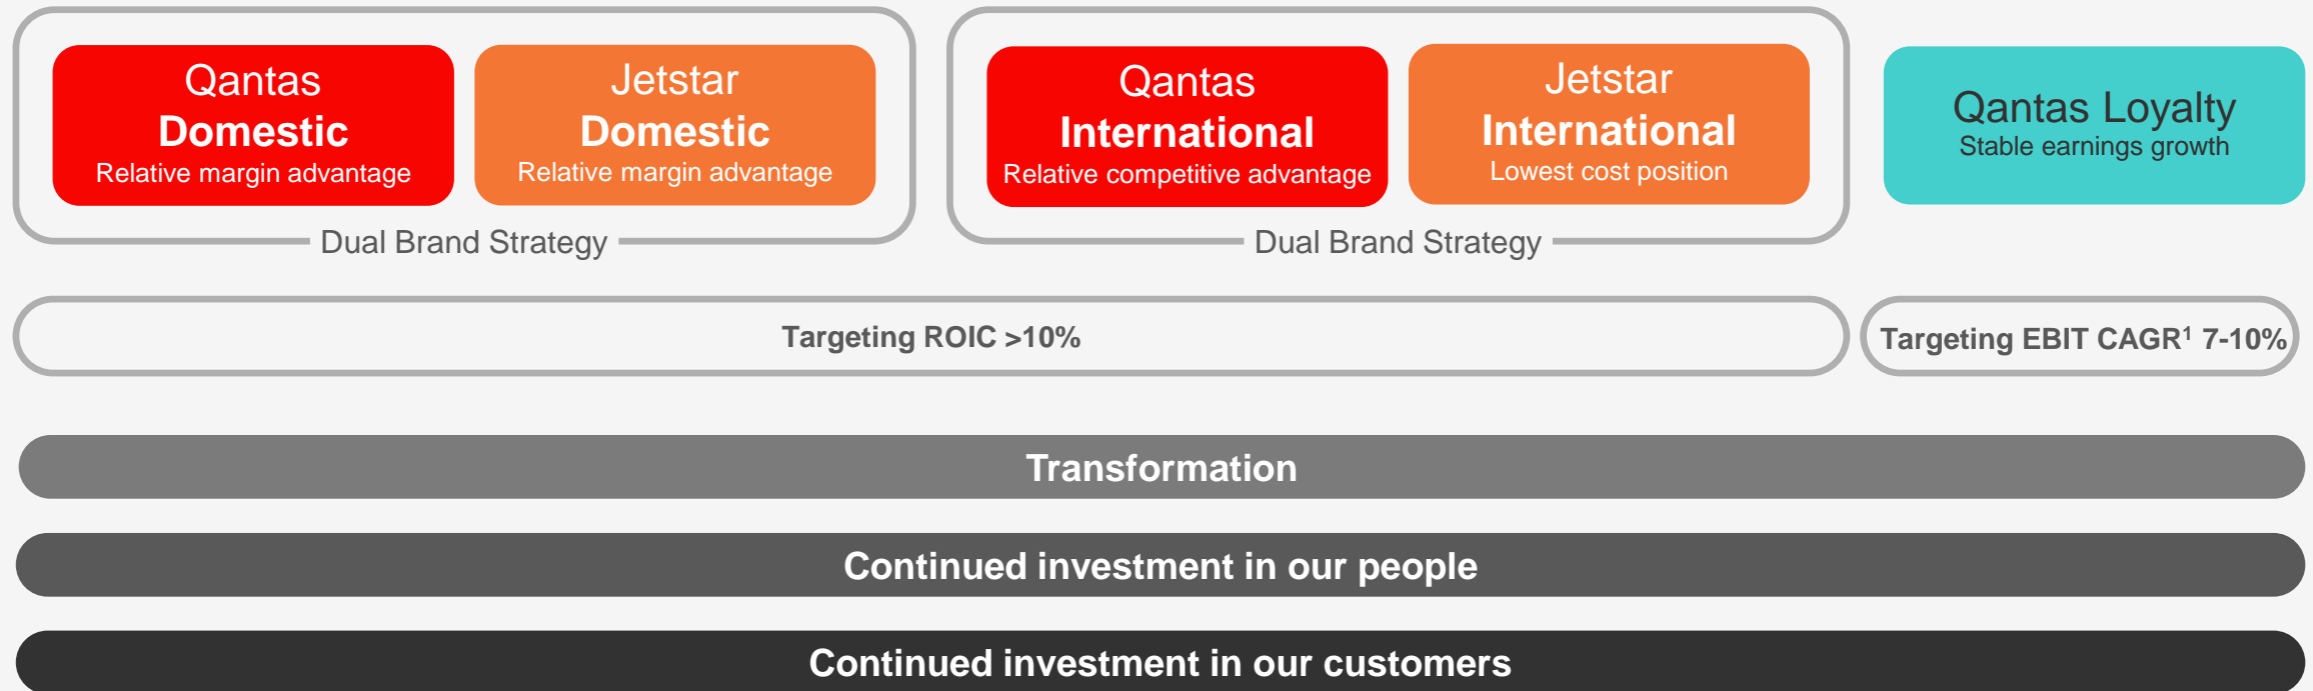 Qantas
Domestic
Relative margin advantage
Jetstar
Domestic
Relative margin advantage
Dual Brand Strategy
Qantas
International
Relative competitive advantage
Jetstar
International
Lowest cost position
Dual Brand Strategy
Qantas Loyalty
Stable earnings growth
Targeting ROIC >10%
Targeting EBIT CAGR¹ 7-10%
Transformation
Continued investment in our people
Continued investment in our customers